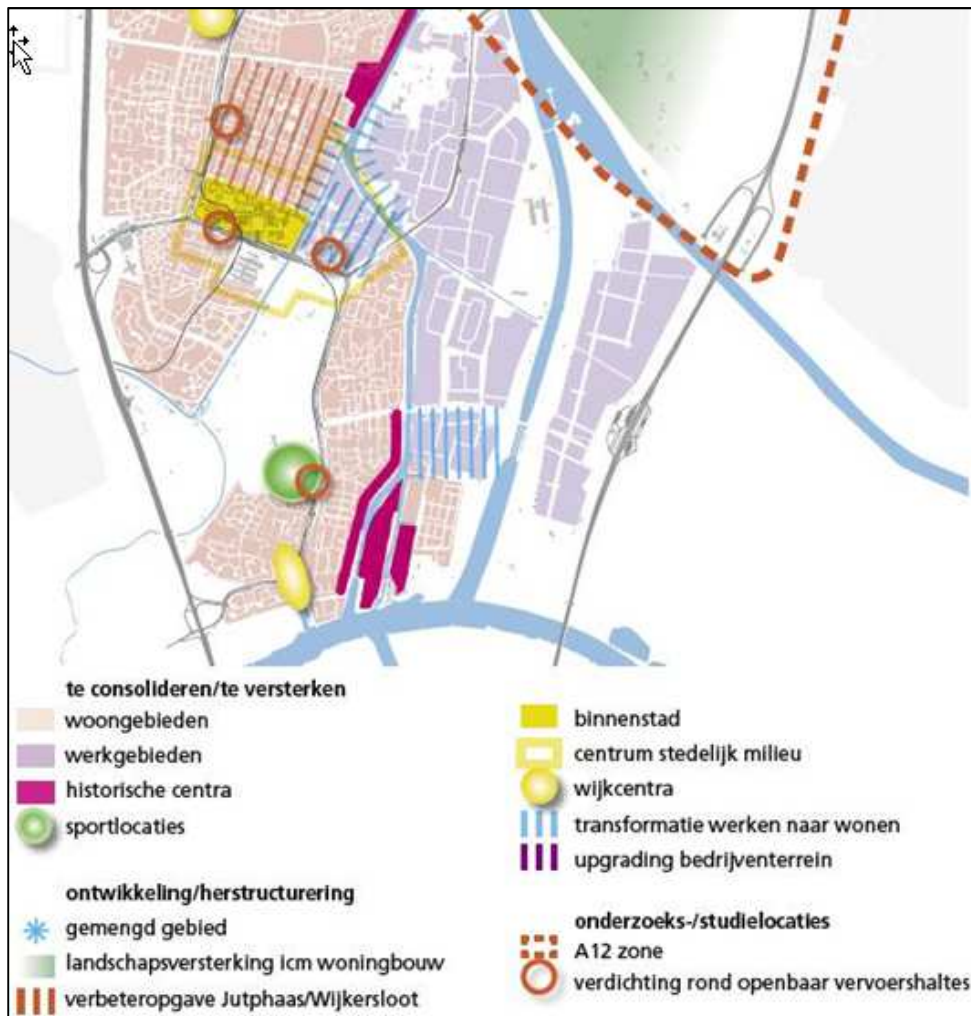 te consolideren/te versterken
woongebieden
werkgebieden
historische centra
sportlocaties
ontwikkeling/herstructurering
gemengd gebied
landschapsversterking icm woningbouw
verbeteropgave Jutphaas/Wijkersloot
binnenstad
centrum stedelijk milieu
wijkcentra
transformatie werken naar wonen
upgrading bedrijventerrein
onderzoeks-/studielocaties
A12 zone
verdichting rond openbaar vervoershaltes